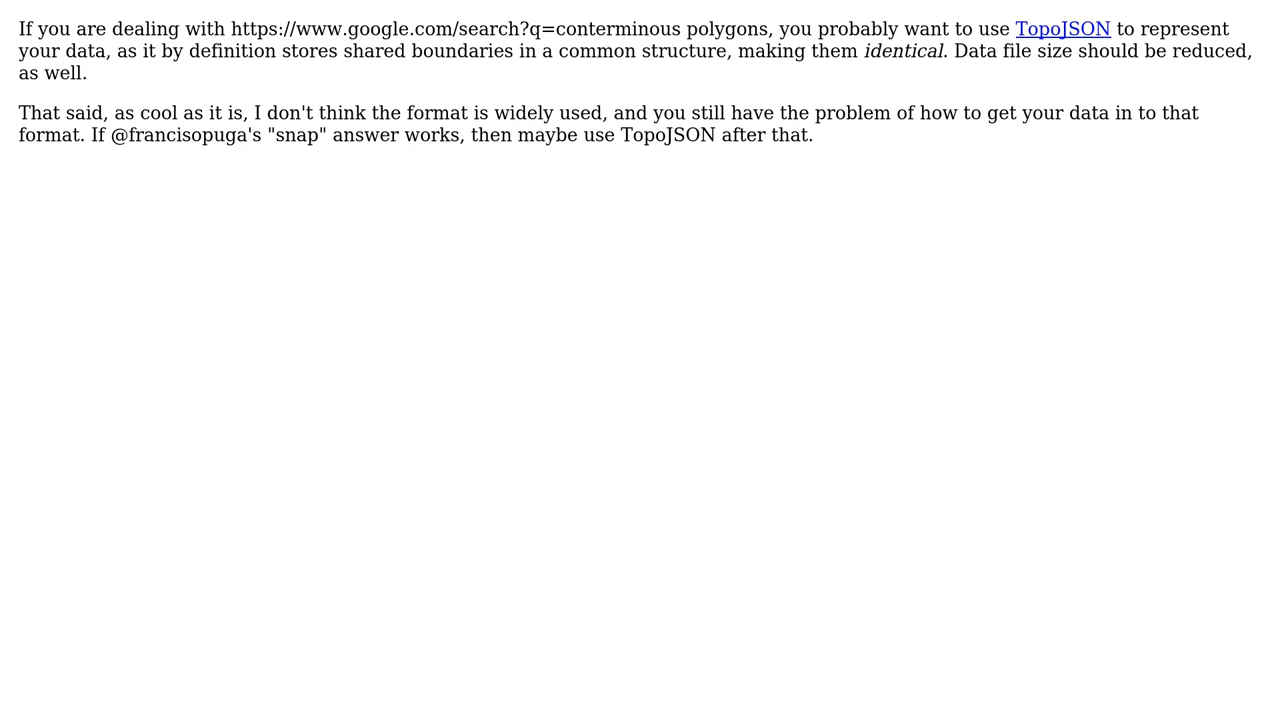 If you are dealing with https://www.google.com/search?q=conterminous polygons, you probably want to use TopoJSON to represent
your data, as it by definition stores shared boundaries in a common structure, making them identical. Data file size should be reduced,
as well.
That said, as cool as it is, I don't think the format is widely used, and you still have the problem of how to get your data in to that
format. If @francisopuga's "snap" answer works, then maybe use TopoJSON after that.